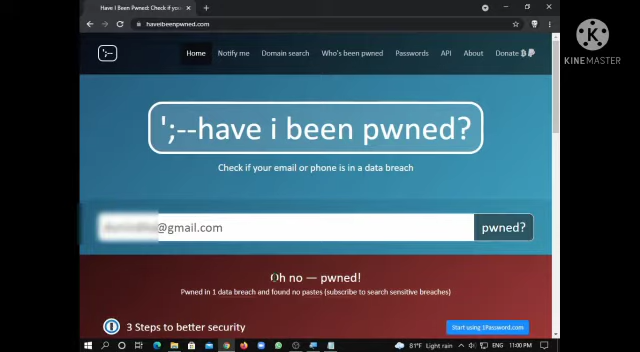 Have I Been Pwned: Check if you
haveibeenpwned.com
';--
Home Notify me Domain search Who's been pwned Passwords API About Donate
';--have i been pwned?
Check if your email or phone is in a data breach
@gmail.com
pwned?
Oh no — pwned!
Pwned in 1 data breach and found no pastes (subscribe to search sensitive breaches)
3 Steps to better security
Start using 1Password.com
81°F Light rain
ENG
11:00 PM
K
KINEMASTER